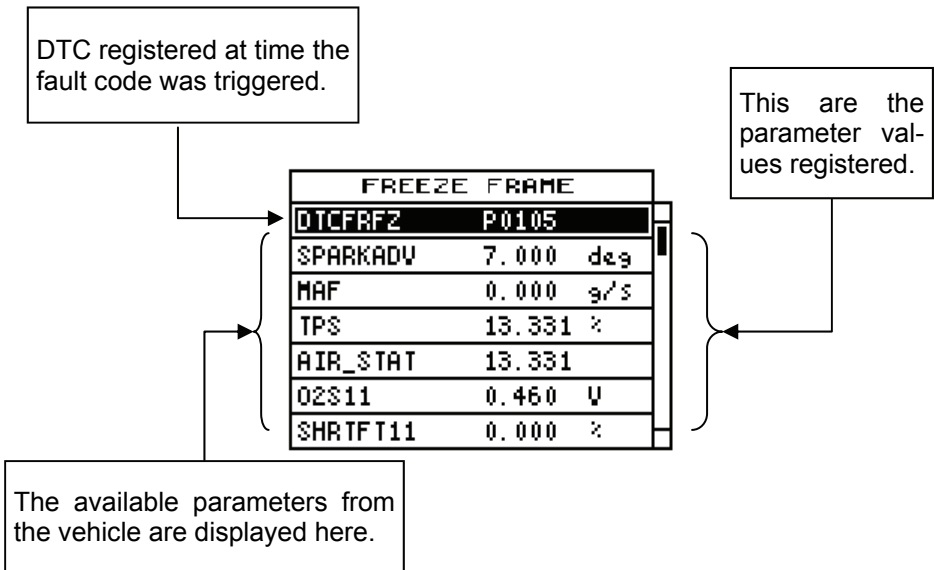 DTC registered at time the
fault code was triggered.
This are the
parameter val-
ues registered.
FREEZE FRAME
DTCFRFZ P0105
SPARKADV 7.000 deg
MAF 0.000 g/s
TPS 13.331 %
AIR_STAT 13.331
O2S11 0.460 V
SHRTFT11 0.000 %
The available parameters from
the vehicle are displayed here.